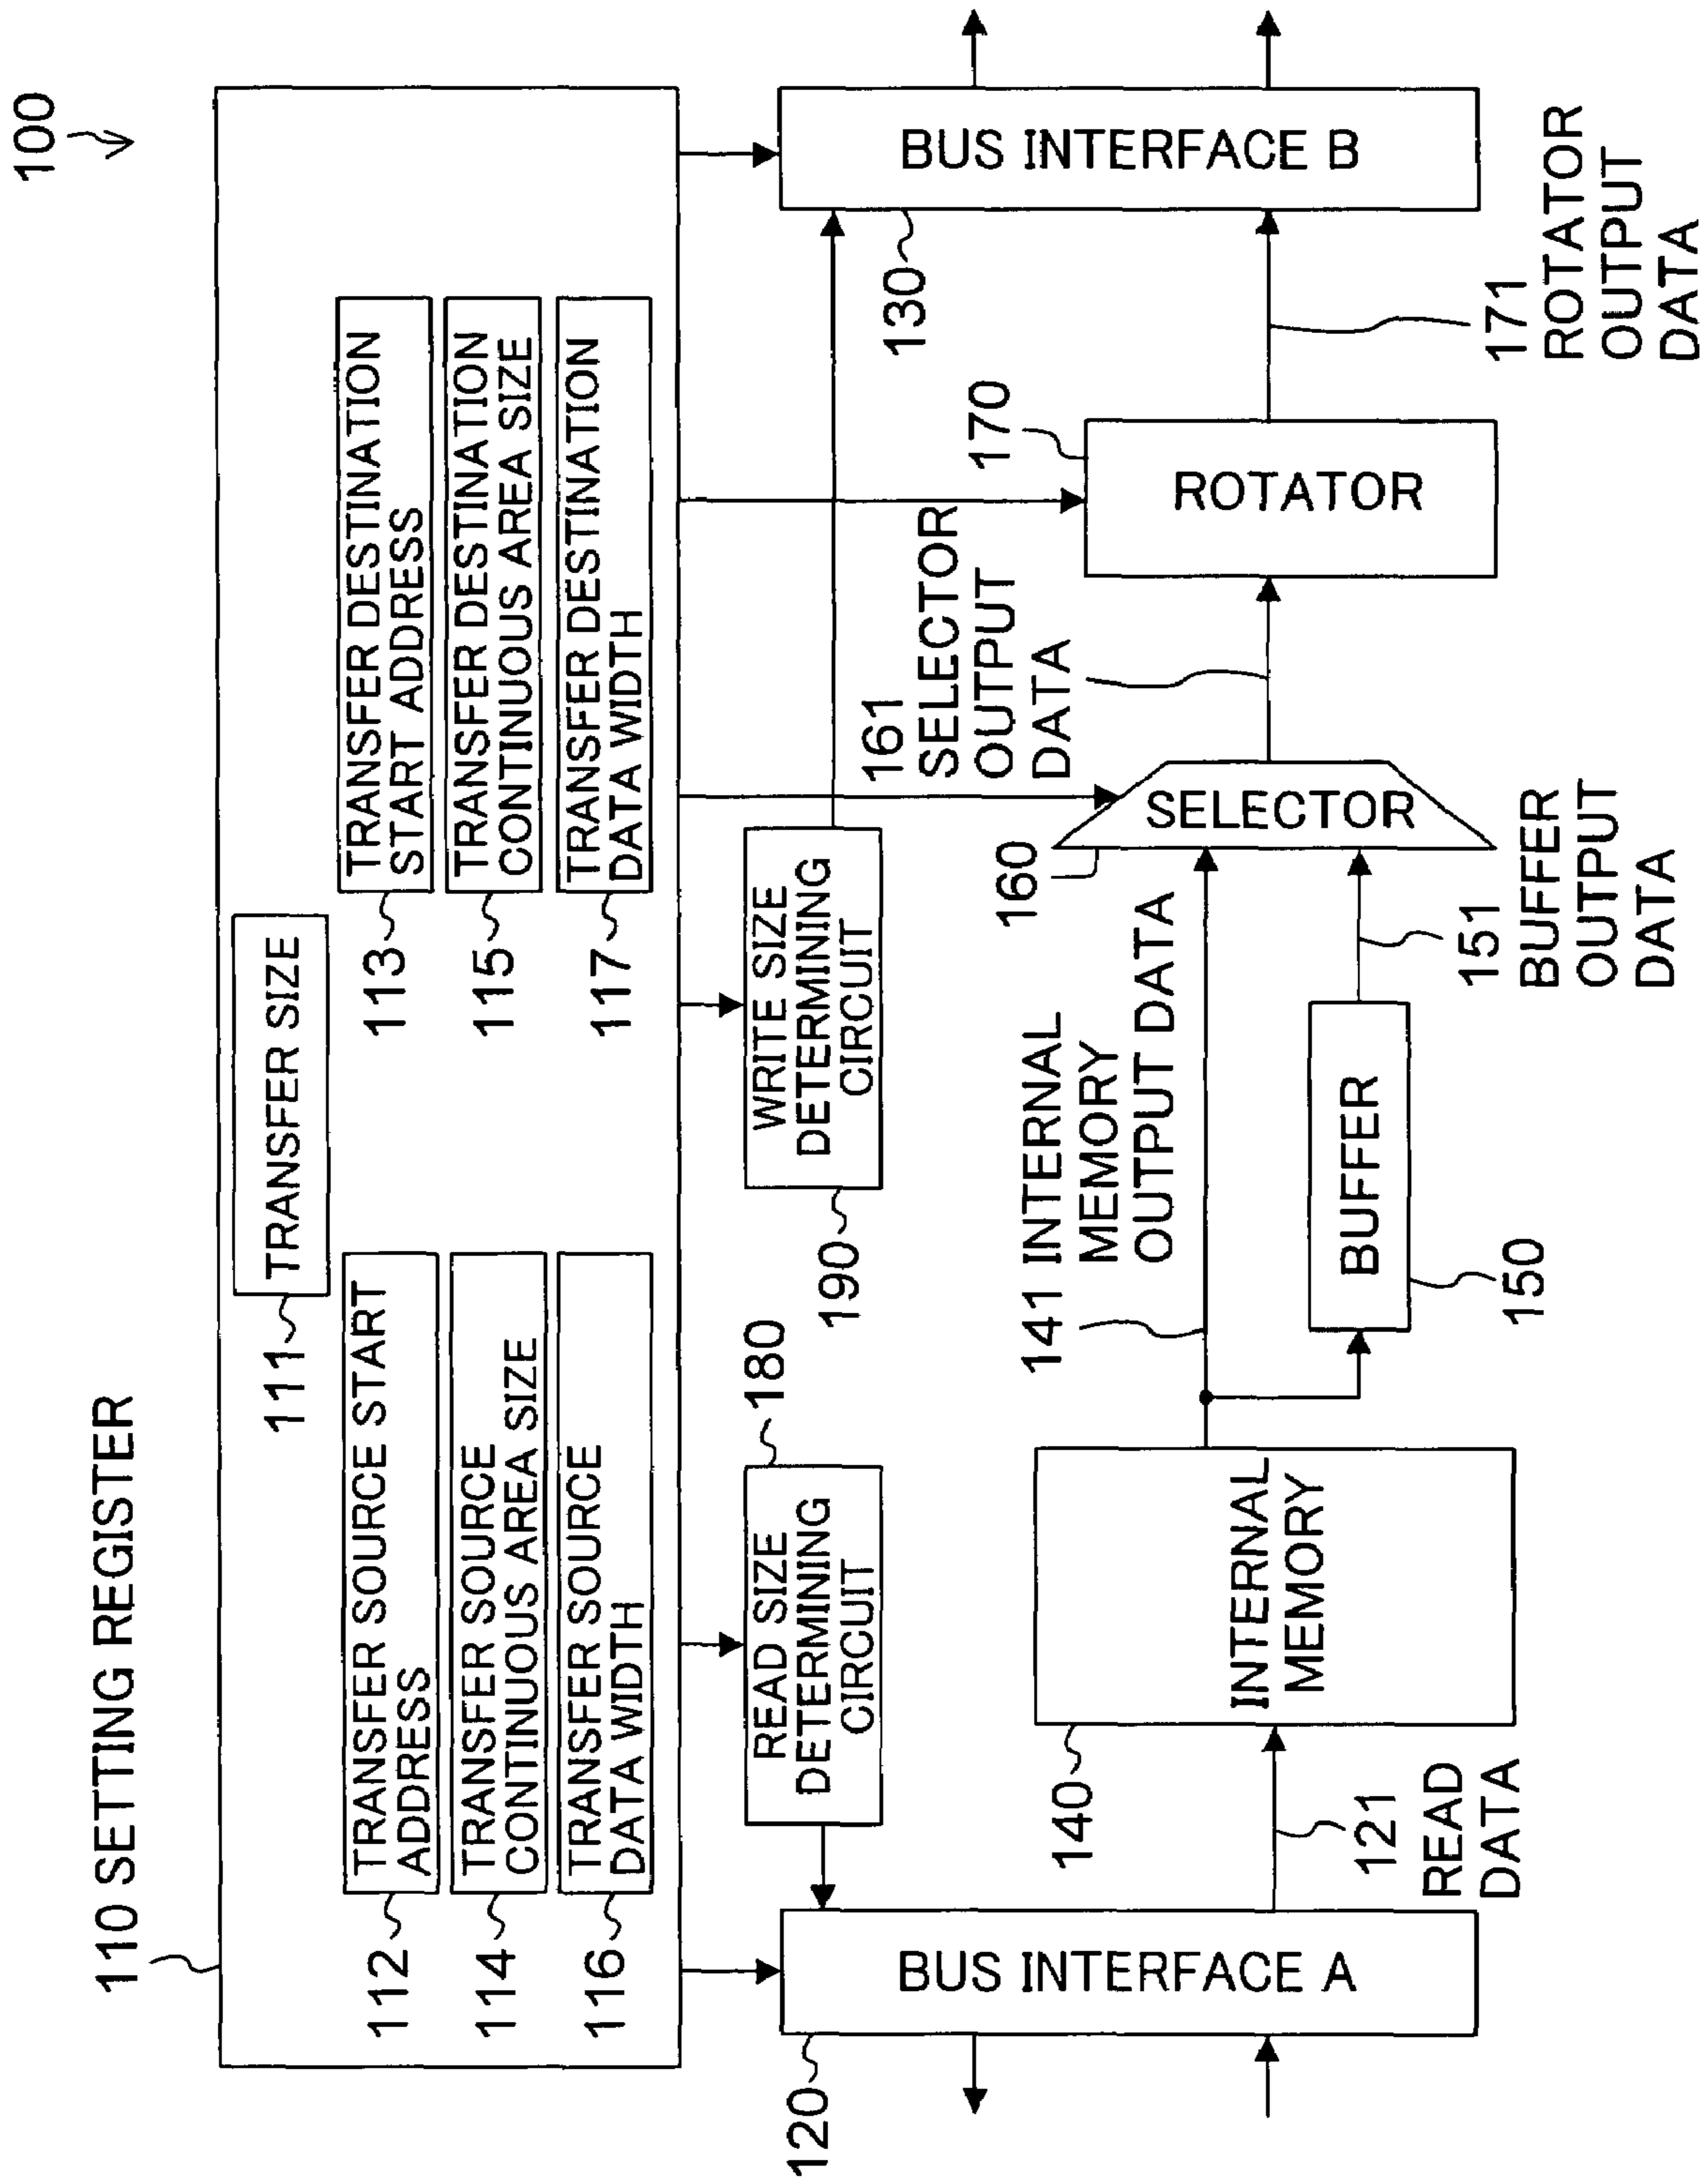 100
110 SETTING REGISTER
111
TRANSFER SIZE
112
TRANSFER SOURCE START
ADDRESS
114
TRANSFER SOURCE
CONTINUOUS AREA SIZE
116
TRANSFER SOURCE
DATA WIDTH
113
TRANSFER DESTINATION
START ADDRESS
115
TRANSFER DESTINATION
CONTINUOUS AREA SIZE
117
TRANSFER DESTINATION
DATA WIDTH
180
READ SIZE
DETERMINING
CIRCUIT
190
WRITE SIZE
DETERMINING
CIRCUIT
120
BUS INTERFACE A
121
READ
DATA
140
INTERNAL
MEMORY
141 INTERNAL
MEMORY
OUTPUT DATA
150
BUFFER
151
BUFFER
OUTPUT
DATA
160
SELECTOR
161
SELECTOR
OUTPUT
DATA
170
ROTATOR
171
ROTATOR
OUTPUT
DATA
130
BUS INTERFACE B